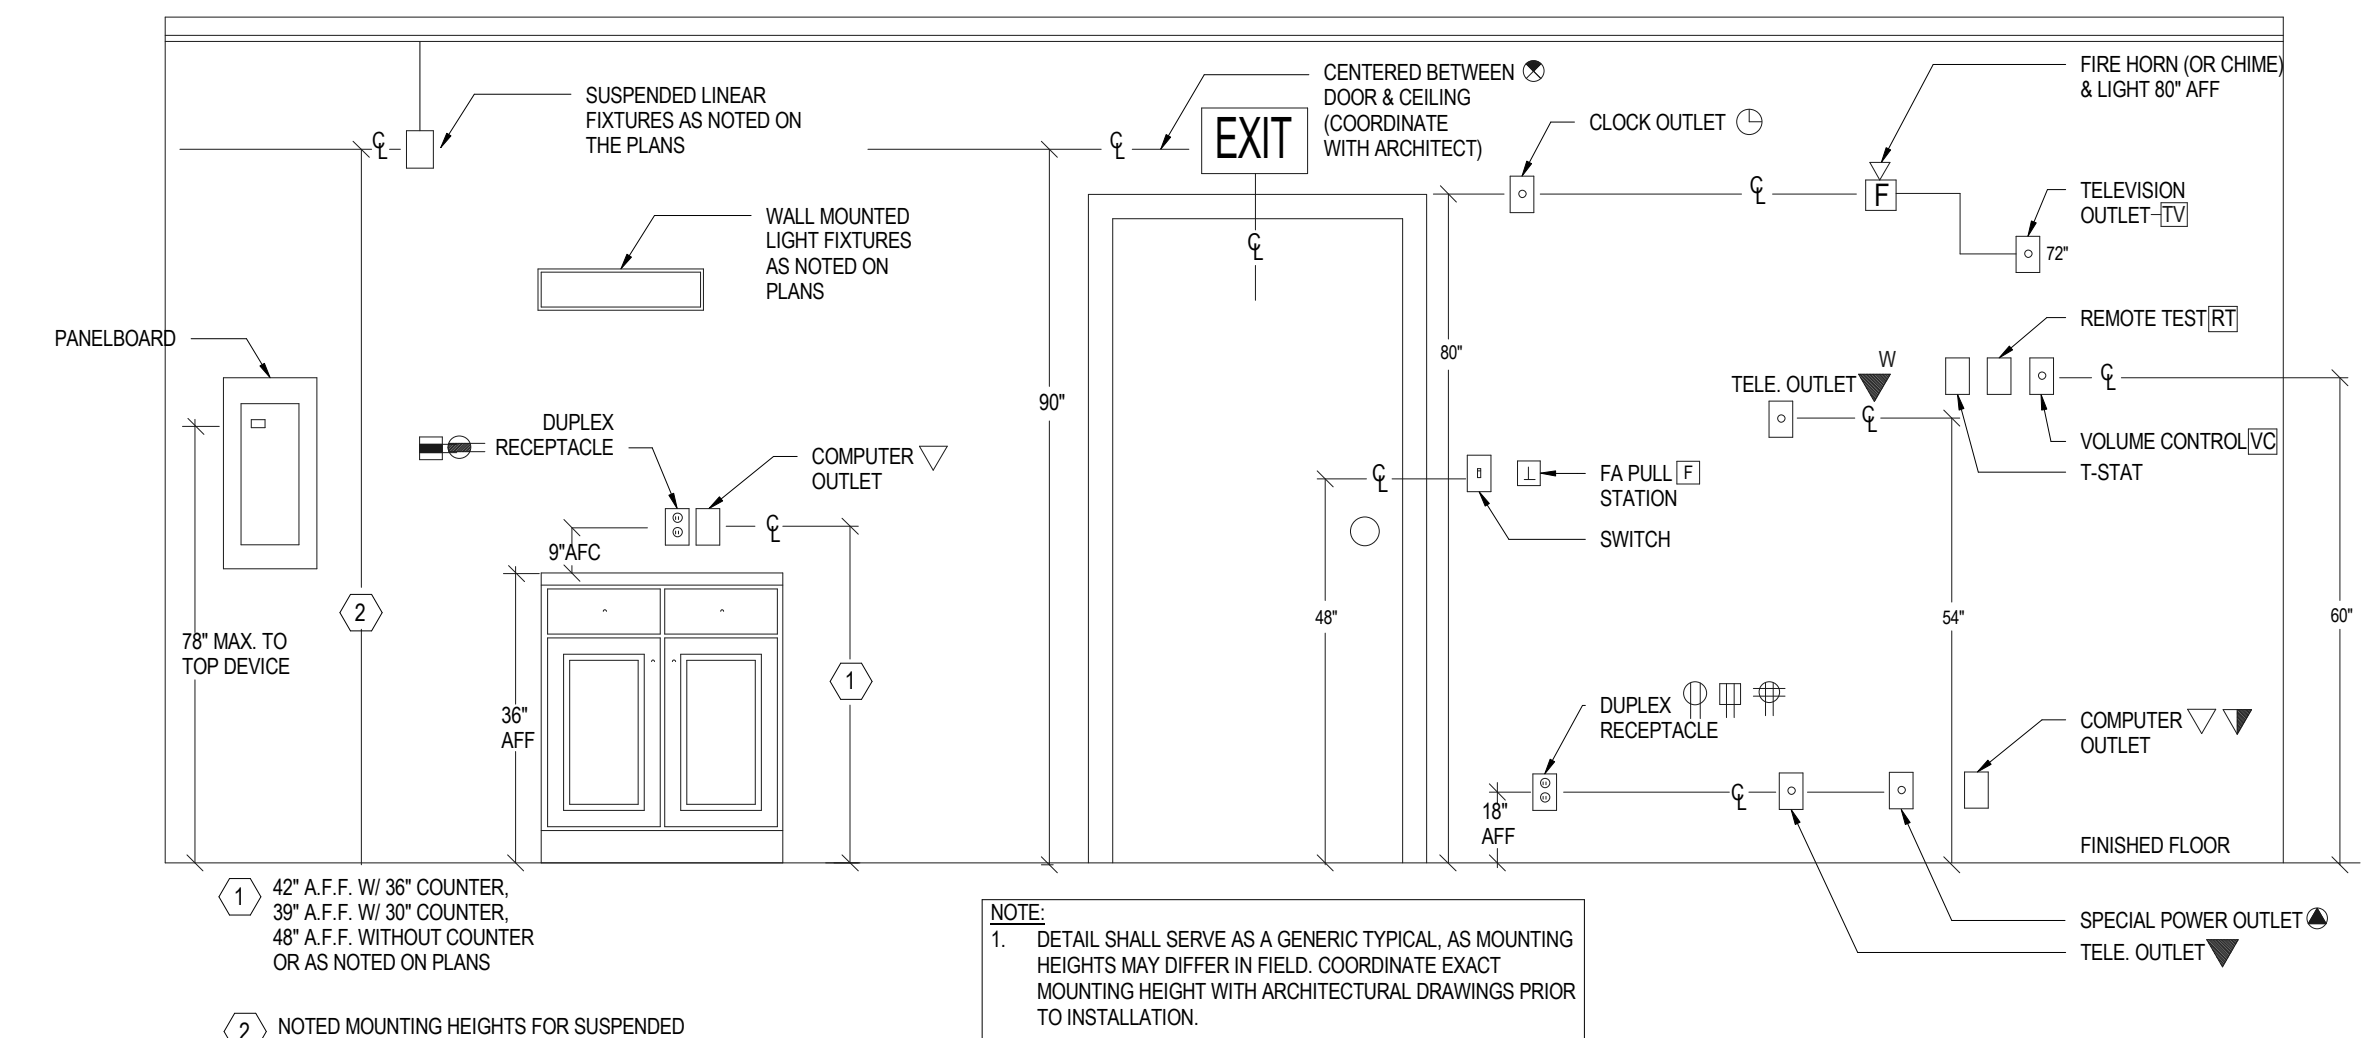 SUSPENDED LINEAR
FIXTURES AS NOTED ON
THE PLANS
CENTERED BETWEEN
DOOR & CEILING
(COORDINATE
WITH ARCHITECT)
EXIT
CLOCK OUTLET
FIRE HORN (OR CHIME)
& LIGHT 80" AFF
F
TELEVISION
OUTLET TV
72"
WALL MOUNTED
LIGHT FIXTURES
AS NOTED ON
PLANS
PANELBOARD
REMOTE TEST RT
80"
W
TELE. OUTLET
90"
DUPLEX
RECEPTACLE
COMPUTER
OUTLET
VOLUME CONTROL VC
T-STAT
FA PULL F
STATION
SWITCH
9"AFC
2
78" MAX. TO
TOP DEVICE
48"
54"
60"
1
36"
AFF
DUPLEX
RECEPTACLE
COMPUTER
OUTLET
18"
AFF
FINISHED FLOOR
1 42" A.F.F. W/ 36" COUNTER,
39" A.F.F. W/ 30" COUNTER,
48" A.F.F. WITHOUT COUNTER
OR AS NOTED ON PLANS
SPECIAL POWER OUTLET
TELE. OUTLET
NOTE:
1. DETAIL SHALL SERVE AS A GENERIC TYPICAL, AS MOUNTING
HEIGHTS MAY DIFFER IN FIELD. COORDINATE EXACT
MOUNTING HEIGHT WITH ARCHITECTURAL DRAWINGS PRIOR
TO INSTALLATION.
2 NOTED MOUNTING HEIGHTS FOR SUSPENDED